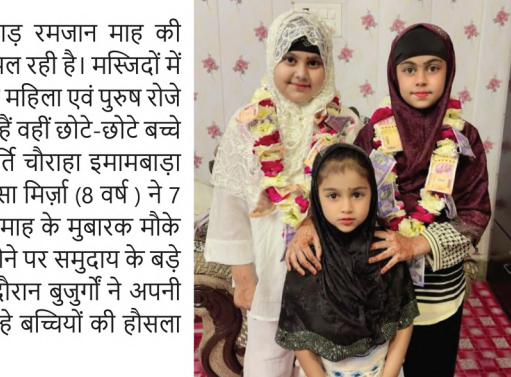 रमजान माह की
रही है। मस्जिदों में
महिला एवं पुरुष रोजे
हैं वहीं छोटे-छोटे बच्चे
चौराहा इमामबाड़ा
मिर्ज़ा (8 वर्ष ) ने 7
माह के मुबारक मौके
पर समुदाय के बड़े
बुजुर्गों ने अपनी
बच्चियों की हौसला